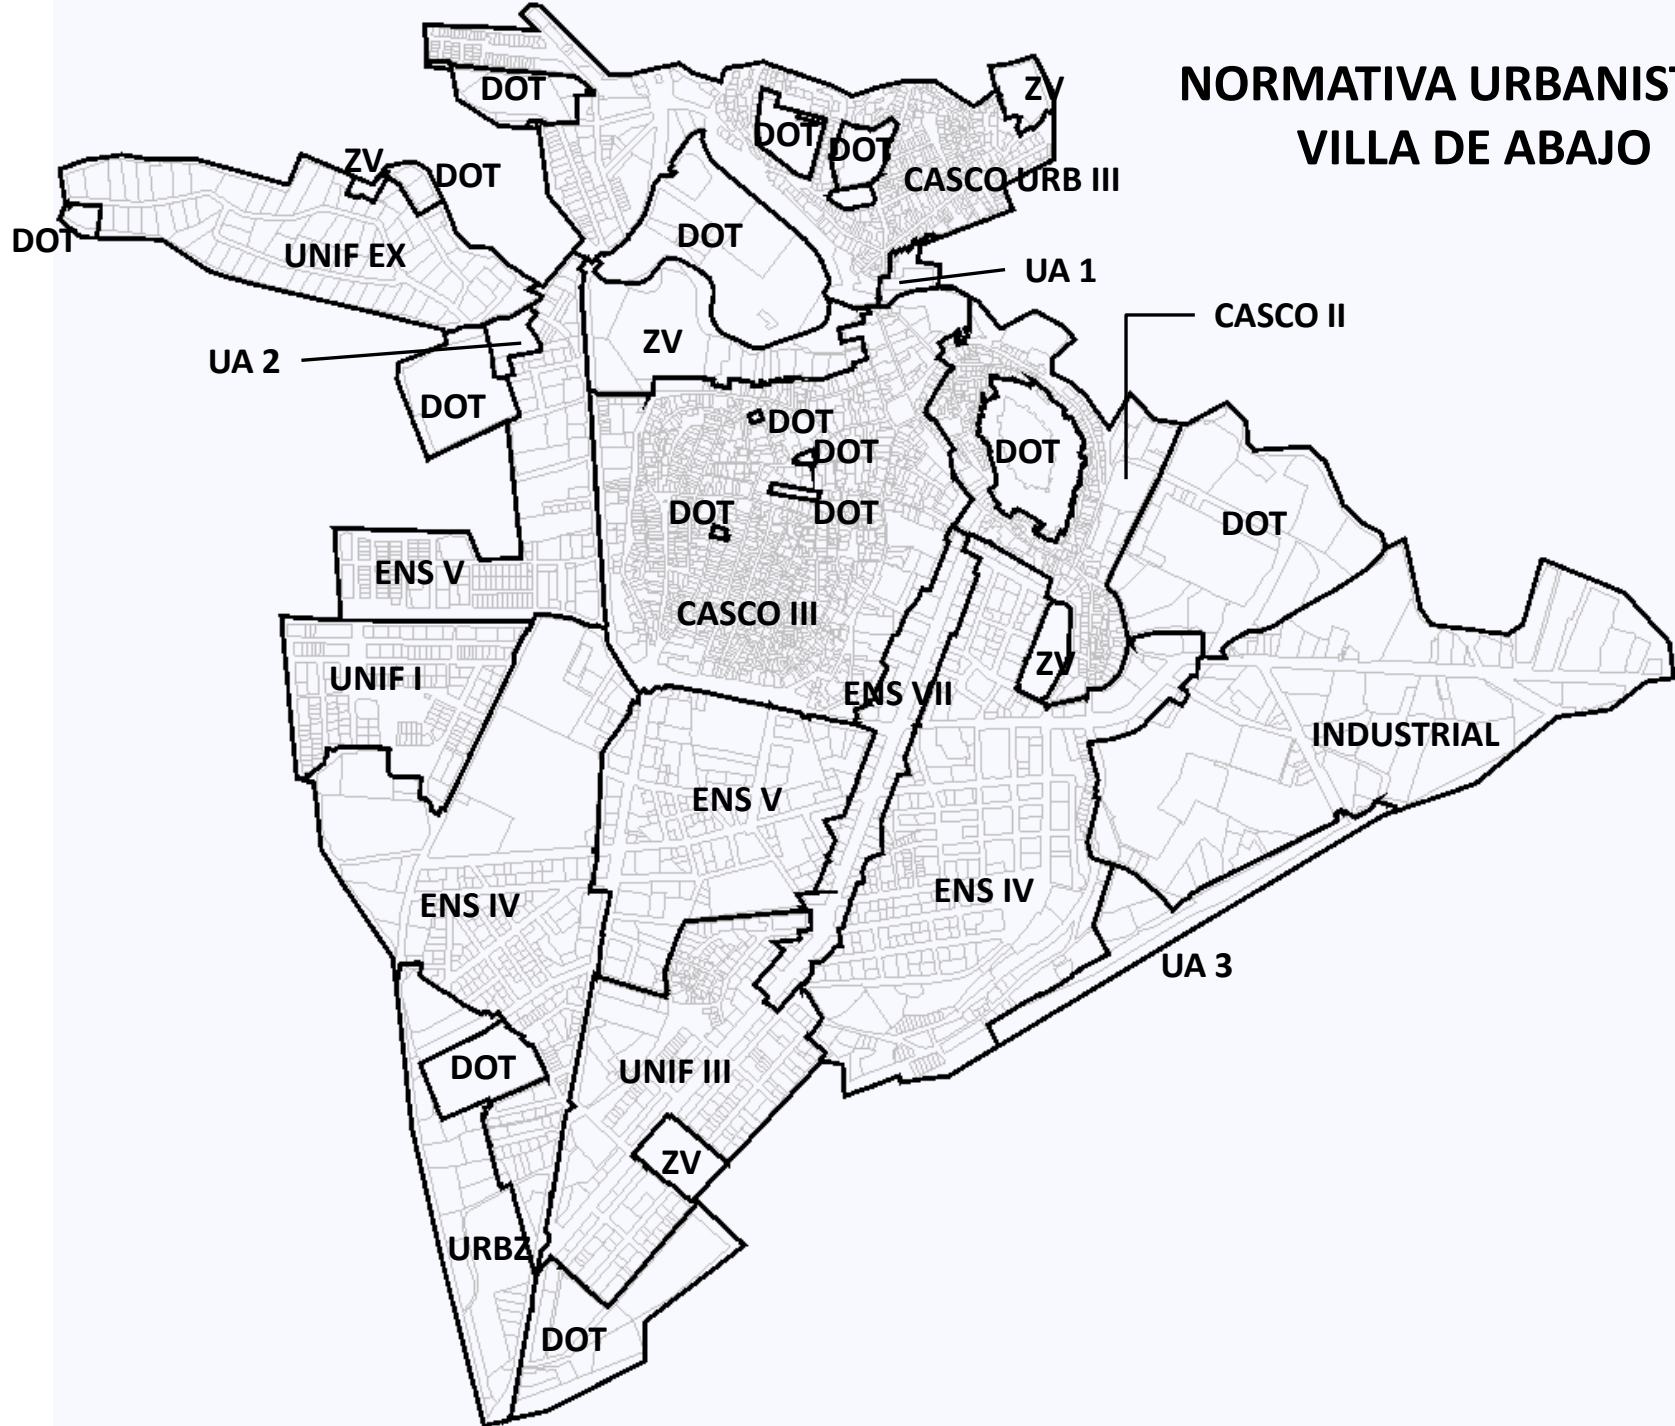 NORMATIVA URBANIST
VILLA DE ABAJO
DOT
ZV
DOT
DOT
ZV
DOT
CASCO URB III
DOT
DOT
UNIF EX
UA 1
CASCO II
ZV
UA 2
DOT
DOT
DOT
DOT
DOT
DOT
DOT
ENS V
CASCO III
ZV
UNIF I
ENS VII
INDUSTRIAL
ENS V
ENS IV
ENS IV
UA 3
DOT
UNIF III
ZV
URBZ
DOT